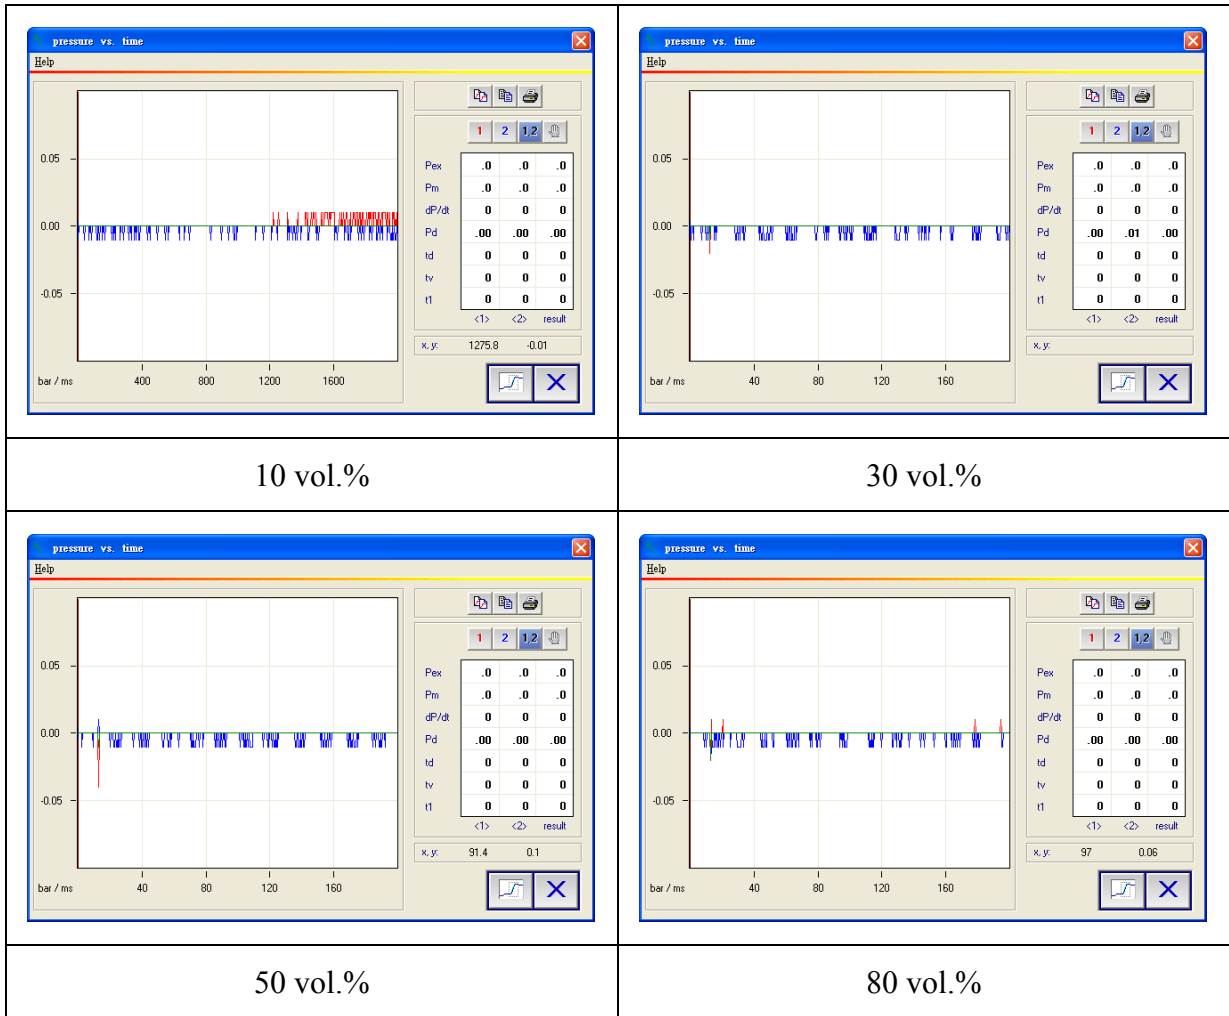 pressure vs. time
Help
0.05
0.00
-0.05
bar / ms 400 800 1200 1600
1 2 1,2
Pex .0 .0 .0
Pm .0 .0 .0
dP/dt 0 0 0
Pd .00 .00 .00
td 0 0 0
tv 0 0 0
t1 0 0 0
<1> <2> result
x, y: 1275.8 -0.01
pressure vs. time
Help
0.05
0.00
-0.05
bar / ms 40 80 120 160
1 2 1,2
Pex .0 .0 .0
Pm .0 .0 .0
dP/dt 0 0 0
Pd .00 .01 .00
td 0 0 0
tv 0 0 0
t1 0 0 0
<1> <2> result
x, y:
10 vol.%
30 vol.%
pressure vs. time
Help
0.05
0.00
-0.05
bar / ms 40 80 120 160
1 2 1,2
Pex .0 .0 .0
Pm .0 .0 .0
dP/dt 0 0 0
Pd .00 .00 .00
td 0 0 0
tv 0 0 0
t1 0 0 0
<1> <2> result
x, y: 91.4 0.1
pressure vs. time
Help
0.05
0.00
-0.05
bar / ms 40 80 120 160
1 2 1,2
Pex .0 .0 .0
Pm .0 .0 .0
dP/dt 0 0 0
Pd .00 .00 .00
td 0 0 0
tv 0 0 0
t1 0 0 0
<1> <2> result
x, y: 97 0.06
50 vol.%
80 vol.%